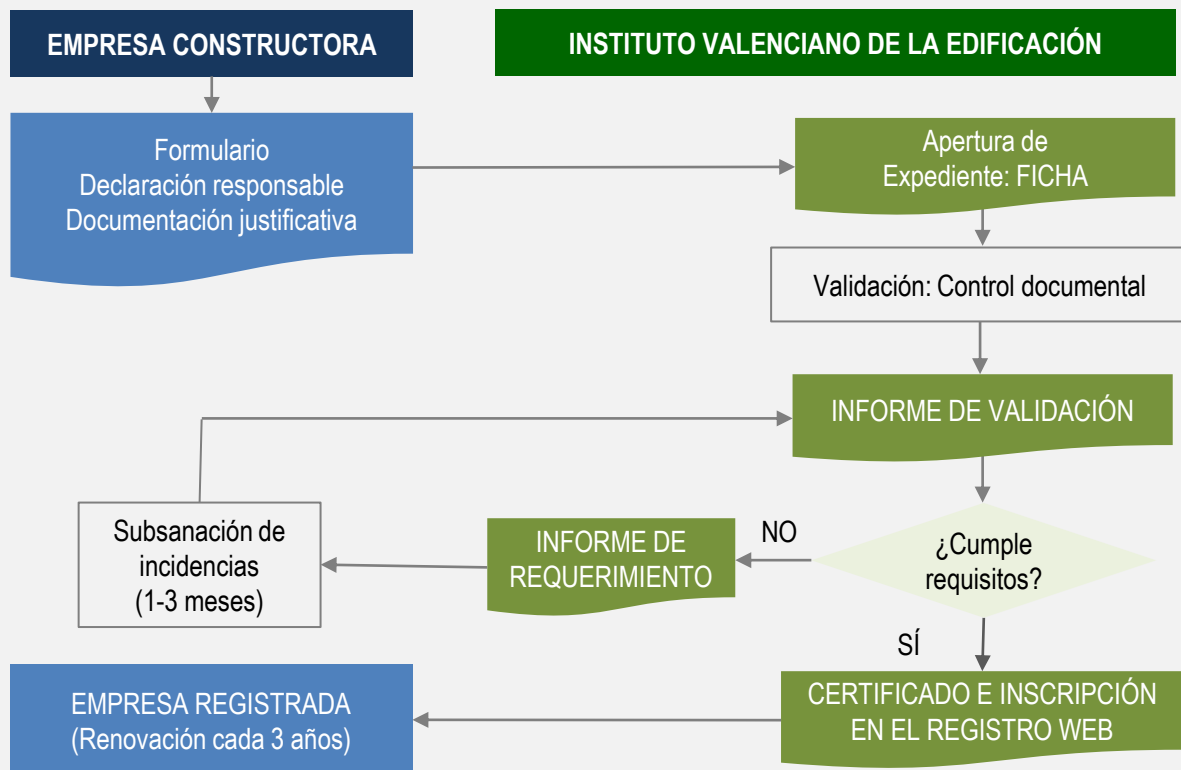 EMPRESA CONSTRUCTORA
INSTITUTO VALENCIANO DE LA EDIFICACIÓN
Formulario
Declaración responsable
Documentación justificativa
Apertura de
Expediente: FICHA
Validación: Control documental
INFORME DE VALIDACIÓN
¿Cumple
requisitos?
NO
INFORME DE
REQUERIMIENTO
Subsanación de
incidencias
(1-3 meses)
SÍ
CERTIFICADO E INSCRIPCIÓN
EN EL REGISTRO WEB
EMPRESA REGISTRADA
(Renovación cada 3 años)